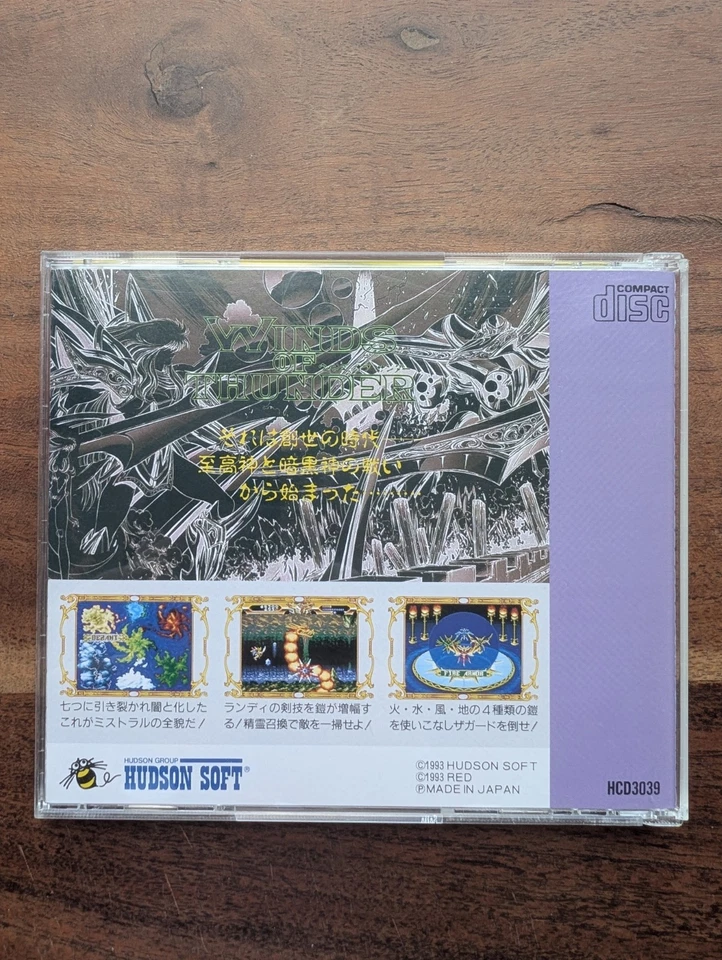 COMPACT
disc
WINDS
OF
THUNDER
それは創世の時代………
至高神と暗黒神の戦い
から始まった………
DEZANT
FIRE ARMOR
七つに引き裂かれ闇と化した
これがミストラルの全貌だ!
ランディの剣技を鎧が増幅す
る!精霊召喚で敵を一掃せよ!
火・水・風・地の4種類の鎧
を使いこなしザガードを倒せ!
HUDSON GROUP
HUDSON SOFT®
©1993 HUDSON SOFT
©1993 RED
ⓅMADE IN JAPAN
HCD3039